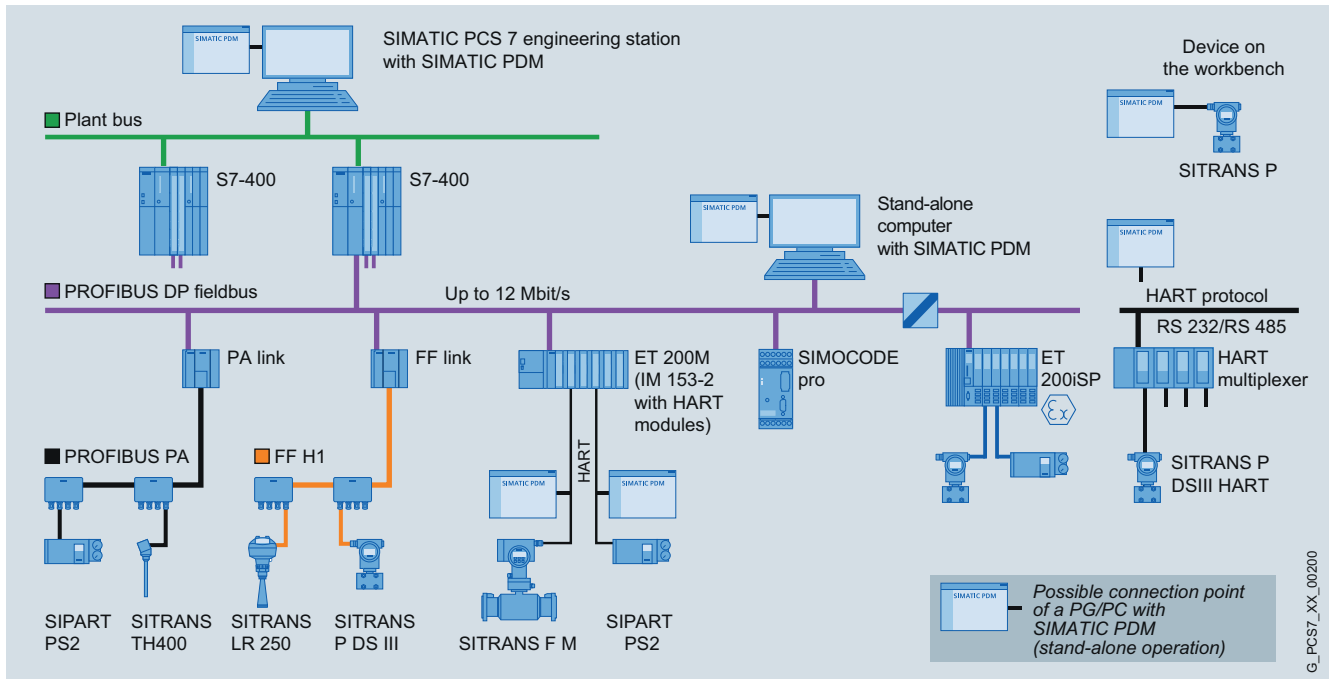 SIMATIC PDM
SIMATIC PCS 7 engineering station
with SIMATIC PDM
Device on
the workbench
SIMATIC PDM
SITRANS P
Plant bus
S7-400
S7-400
SIMATIC PDM
Stand-alone
computer
with SIMATIC PDM
SIMATIC PDM
PROFIBUS DP fieldbus
Up to 12 Mbit/s
HART protocol
RS 232/RS 485
PA link
FF link
ET 200M
(IM 153-2
with HART
modules)
SIMOCODE
pro
ET
200iSP
Ex
HART
multiplexer
PROFIBUS PA
FF H1
HART
SIMATIC PDM
SIMATIC PDM
SITRANS P
DSIII HART
SIPART
PS2
SITRANS
TH400
SITRANS
LR 250
SITRANS
P DS III
SITRANS F M
SIPART
PS2
SIMATIC PDM
Possible connection point
of a PG/PC with
SIMATIC PDM
(stand-alone operation)
G_PCS7_XX_00200